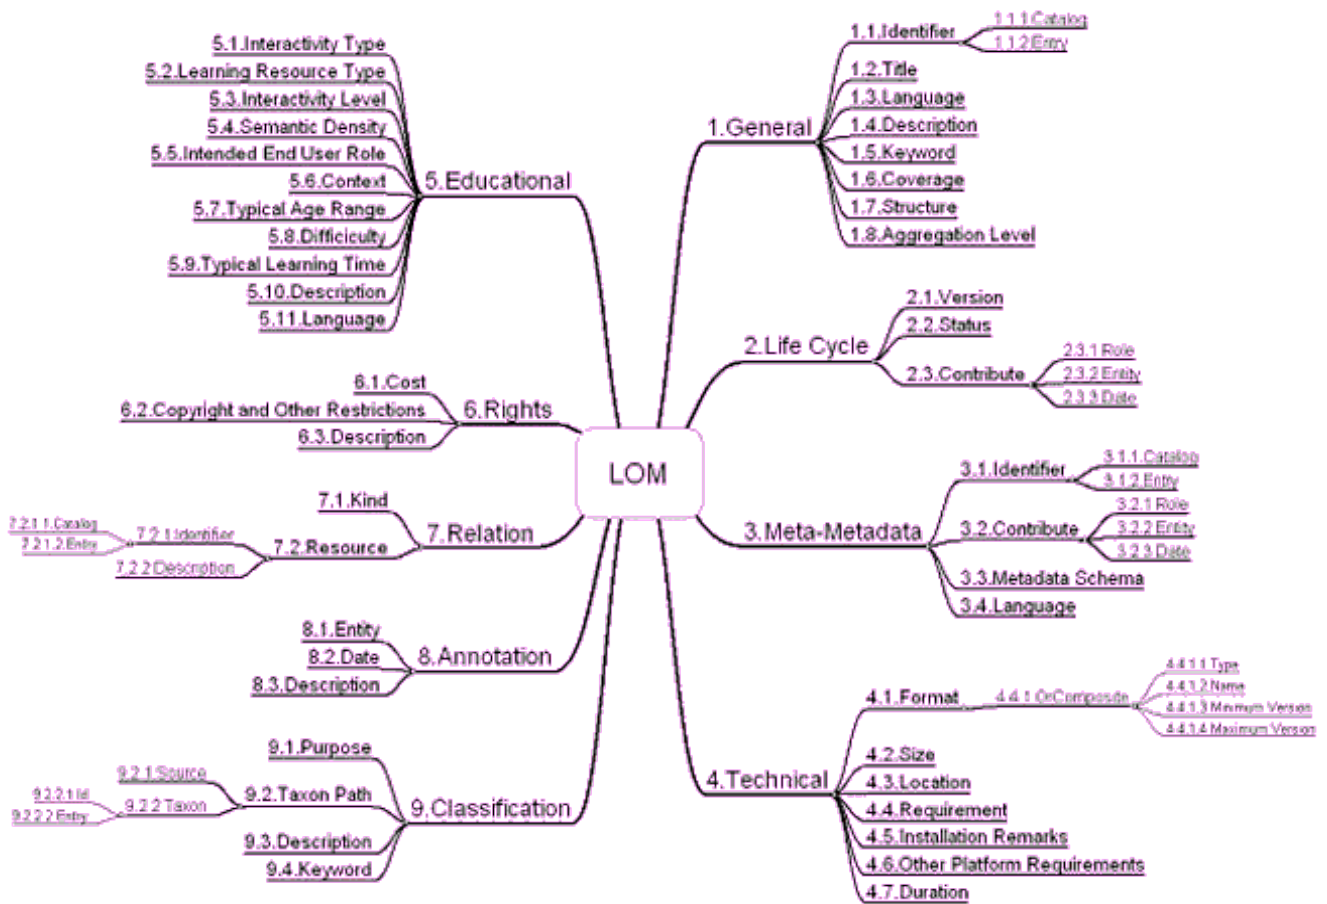 LOM
1.General
1.1.Identifier
1.1.1.Catalog
1.1.2.Entry
1.2.Title
1.3.Language
1.4.Description
1.5.Keyword
1.6.Coverage
1.7.Structure
1.8.Aggregation Level
2.Life Cycle
2.1.Version
2.2.Status
2.3.Contribute
2.3.1 Role
2.3.2 Entity
2.3.3 Date
3.Meta-Metadata
3.1.Identifier
3.1.1.Catalog
3.1.2.Entry
3.2.Contribute
3.2.1 Role
3.2.2 Entity
3.2.3 Date
3.3.Metadata Schema
3.4.Language
4.Technical
4.1.Format
4.4.1 OrComposite
4.4.1.1 Type
4.4.1.2 Name
4.4.1.3 Minimum Version
4.4.1.4 Maximum Version
4.2.Size
4.3.Location
4.4.Requirement
4.5.Installation Remarks
4.6.Other Platform Requirements
4.7.Duration
5.Educational
5.1.Interactivity Type
5.2.Learning Resource Type
5.3.Interactivity Level
5.4.Semantic Density
5.5.Intended End User Role
5.6.Context
5.7.Typical Age Range
5.8.Difficiculty
5.9.Typical Learning Time
5.10.Description
5.11.Language
6.Rights
6.1.Cost
6.2.Copyright and Other Restrictions
6.3.Description
7.Relation
7.1.Kind
7.2.Resource
7.2.1.Identifier
7.2.1.1.Catalog
7.2.1.2.Entry
7.2.2 Description
8.Annotation
8.1.Entity
8.2.Date
8.3.Description
9.Classification
9.1.Purpose
9.2.Taxon Path
9.2.1.Source
9.2.2 Taxon
9.2.2.1 Id
9.2.2.2 Entry
9.3.Description
9.4.Keyword